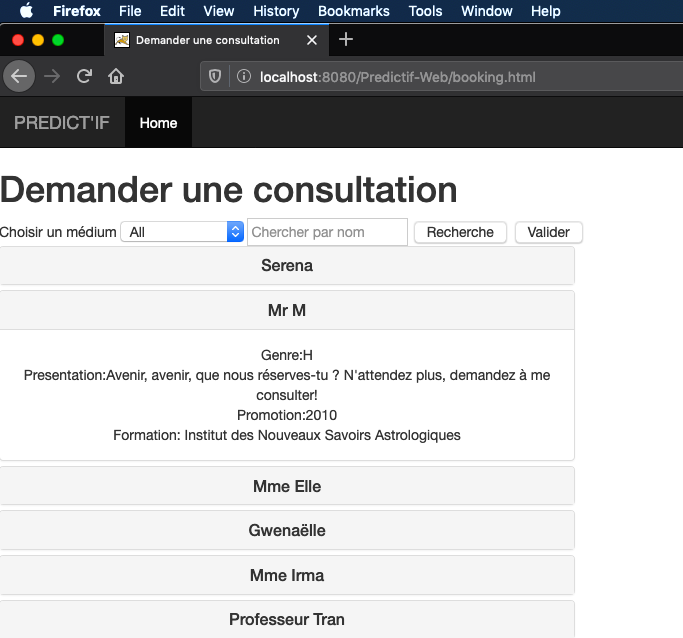 Firefox File Edit View History Bookmarks Tools Window Help
Demander une consultation
localhost:8080/Predictif-Web/booking.html
PREDICT'IF Home
Demander une consultation
Choisir un médium All Chercher par nom Recherche Valider
Serena
Mr M
Genre:H
Presentation:Avenir, avenir, que nous réserves-tu ? N'attendez plus, demandez à me
consulter!
Promotion:2010
Formation: Institut des Nouveaux Savoirs Astrologiques
Mme Elle
Gwenaëlle
Mme Irma
Professeur Tran